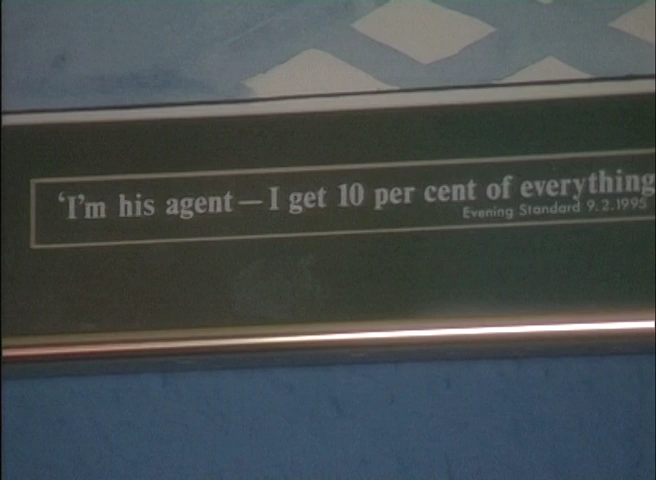 ‘I’m his agent — I get 10 per cent of everything
Evening Standard 9.2.1995